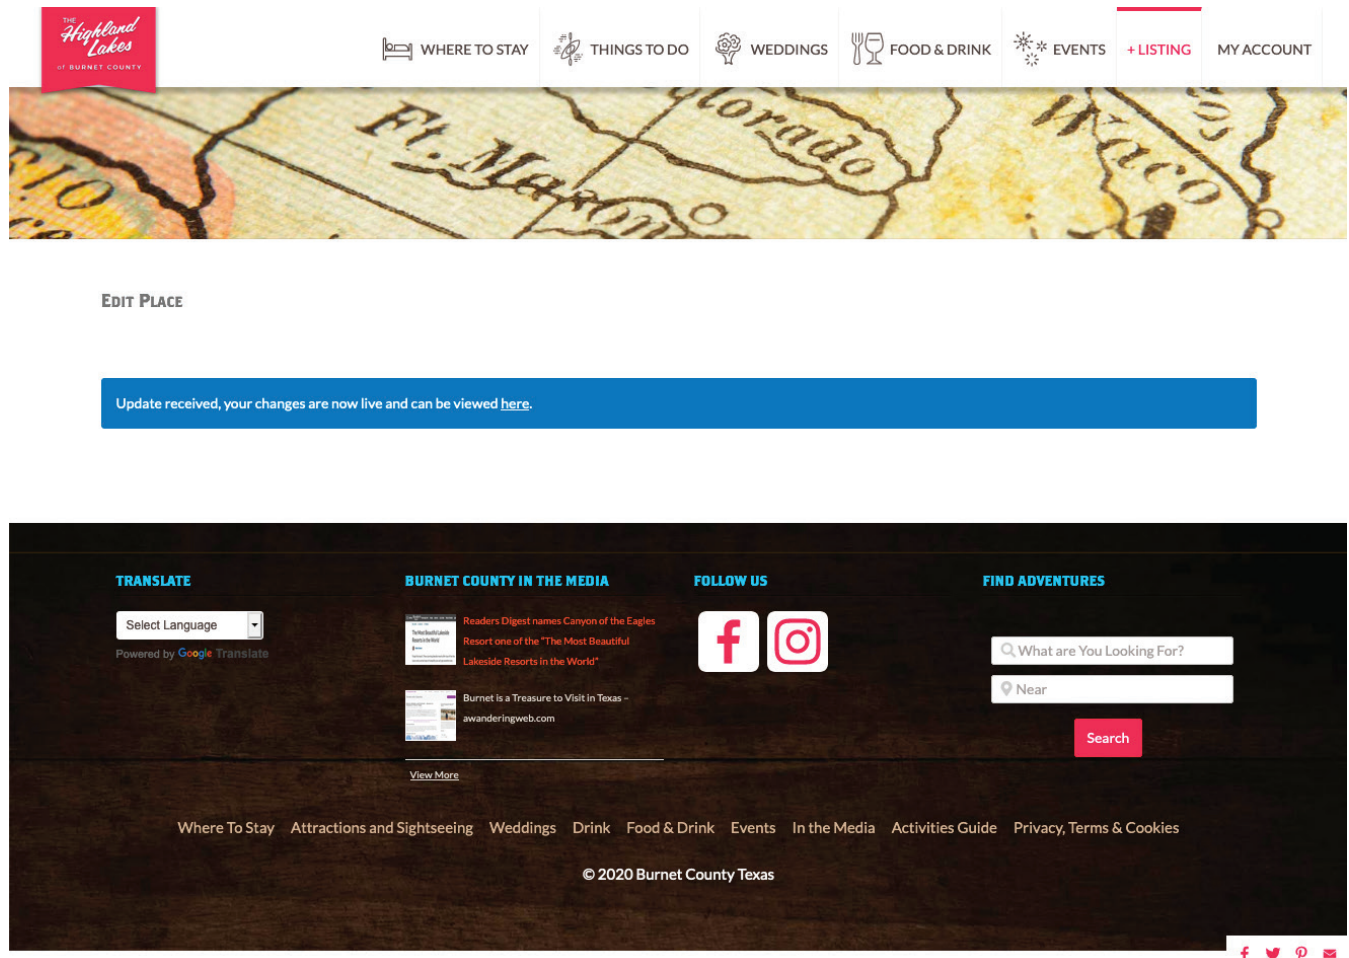 THE
Highland
Lakes
of BURNET COUNTY
WHERE TO STAY
THINGS TO DO
WEDDINGS
FOOD & DRINK
EVENTS
+ LISTING
MY ACCOUNT
Ft. Mason
Colorado
Waco
EDIT PLACE
Update received, your changes are now live and can be viewed here.
TRANSLATE
Select Language
Powered by Google Translate
BURNET COUNTY IN THE MEDIA
Readers Digest names Canyon of the Eagles
Resort one of the "The Most Beautiful
Lakeside Resorts in the World"
Burnet is a Treasure to Visit in Texas –
awanderingweb.com
View More
FOLLOW US
FIND ADVENTURES
What are You Looking For?
Near
Search
Where To Stay Attractions and Sightseeing Weddings Drink Food & Drink Events In the Media Activities Guide Privacy, Terms & Cookies
© 2020 Burnet County Texas